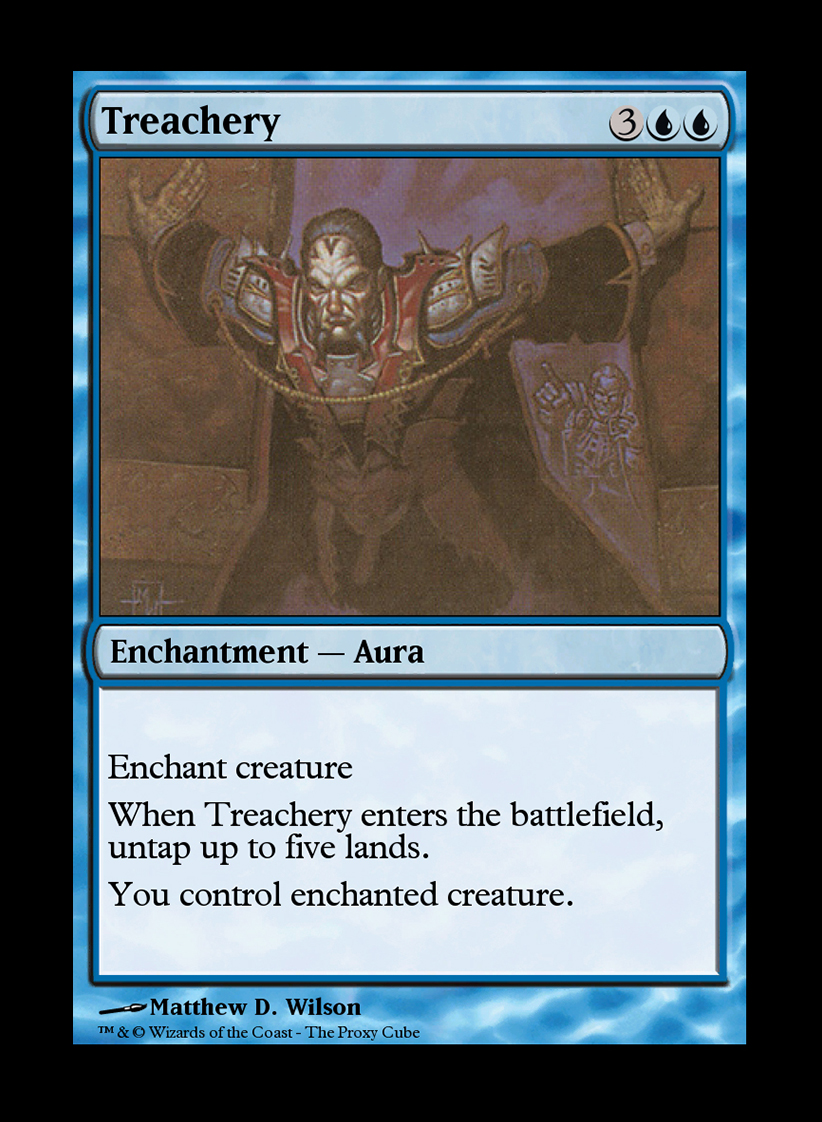 Treachery 3
Enchantment — Aura
Enchant creature
When Treachery enters the battlefield,
untap up to five lands.
You control enchanted creature.
Matthew D. Wilson
™ & © Wizards of the Coast - The Proxy Cube